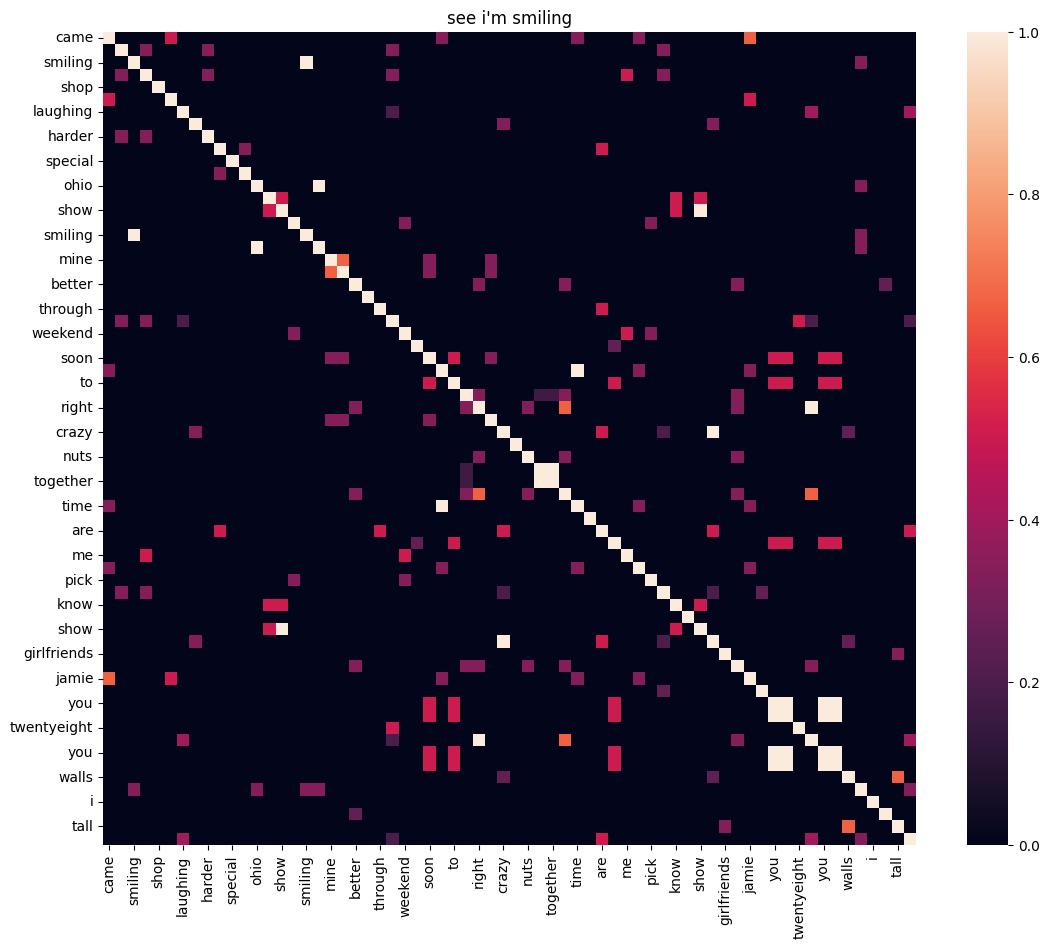 see i'm smiling
came
smiling
shop
laughing
harder
special
ohio
show
smiling
mine
better
through
weekend
soon
to
right
crazy
nuts
together
time
are
me
pick
know
show
girlfriends
jamie
you
twentyeight
you
walls
i
tall
1.0
0.8
0.6
0.4
0.2
0.0
came
smiling
shop
laughing
harder
special
ohio
show
smiling
mine
better
through
weekend
soon
to
right
crazy
nuts
together
time
are
me
pick
know
show
girlfriends
jamie
you
twentyeight
you
walls
i
tall